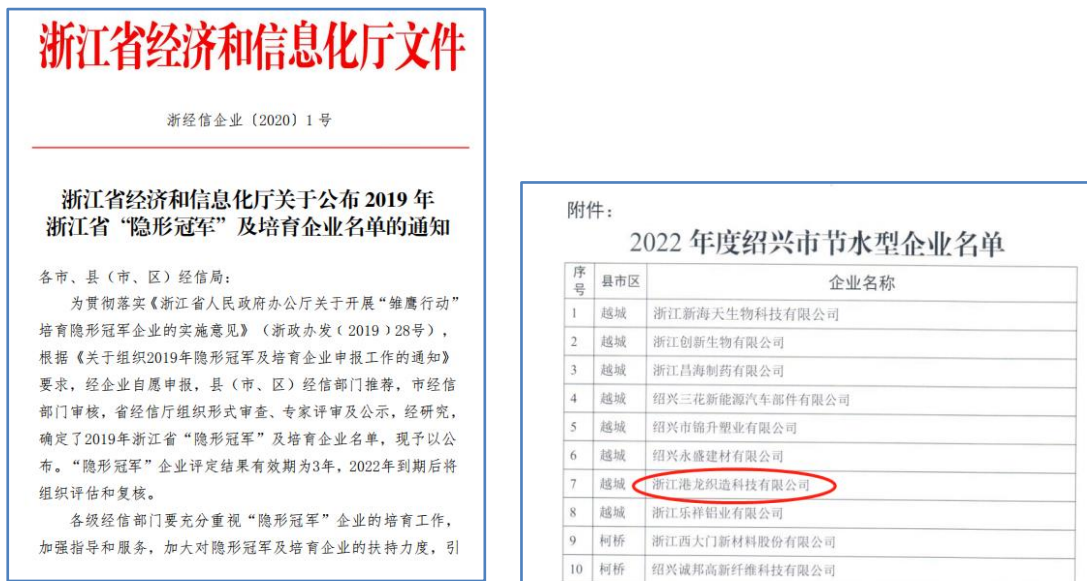 浙江省经济和信息化厅文件
浙经信企业〔2020〕1号
浙江省经济和信息化厅关于公布 2019 年
浙江省“隐形冠军”及培育企业名单的通知
各市、县（市、区）经信局：
为贯彻落实《浙江省人民政府办公厅关于开展“雏鹰行动”
培育隐形冠军企业的实施意见》（浙政办发〔2019〕28号），
根据《关于组织2019年隐形冠军及培育企业申报工作的通知》
要求，经企业自愿申报，县（市、区）经信部门推荐，市经信
部门审核，省经信厅组织形式审查、专家评审及公示，经研究，
确定了2019年浙江省“隐形冠军”及培育企业名单，现予以公
布。“隐形冠军”企业评定结果有效期为3年，2022年到期后将
组织评估和复核。
各级经信部门要充分重视“隐形冠军”企业的培育工作，
加强指导和服务，加大对隐形冠军及培育企业的扶持力度，引
附件：
2022 年度绍兴市节水型企业名单
序号 县市区 企业名称
1 越城 浙江新海天生物科技有限公司
2 越城 浙江创新生物有限公司
3 越城 浙江昌海制药有限公司
4 越城 绍兴三花新能源汽车部件有限公司
5 越城 绍兴市锦升塑业有限公司
6 越城 绍兴永盛建材有限公司
7 越城 浙江港龙织造科技有限公司
8 越城 浙江乐祥铝业有限公司
9 柯桥 浙江西大门新材料股份有限公司
10 柯桥 绍兴诚邦高新纤维科技有限公司